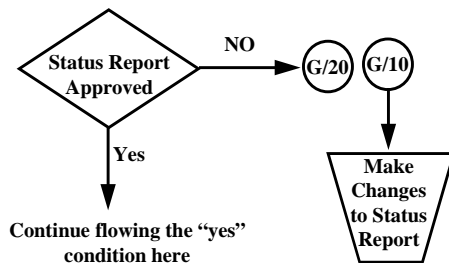 NO
Status Report
Approved
G/20
G/10
Yes
Make
Changes
to Status
Report
Continue flowing the “yes”
condition here